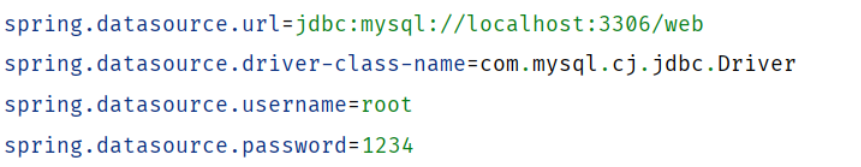 spring.datasource.url=jdbc:mysql://localhost:3306/web
spring.datasource.driver-class-name=com.mysql.cj.jdbc.Driver
spring.datasource.username=root
spring.datasource.password=1234